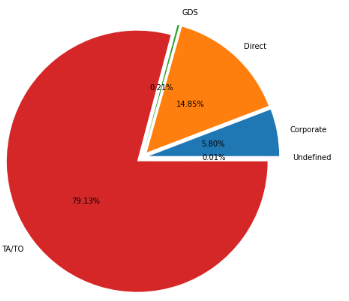 GDS
Direct
0.21%
14.85%
Corporate
5.80%
0.01%
Undefined
79.13%
TA/TO